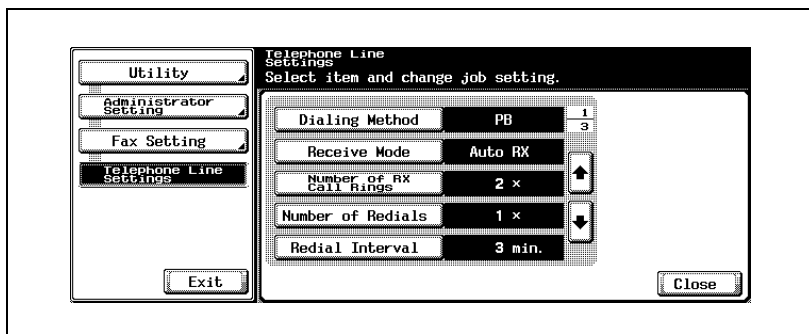 Utility
Administrator
Setting
Fax Setting
Telephone Line
Settings
Exit
Telephone Line
Settings
Select item and change job setting.
Dialing Method PB
Receive Mode Auto RX
Number of RX
Call Rings 2 ×
Number of Redials 1 ×
Redial Interval 3 min.
1
3
Close